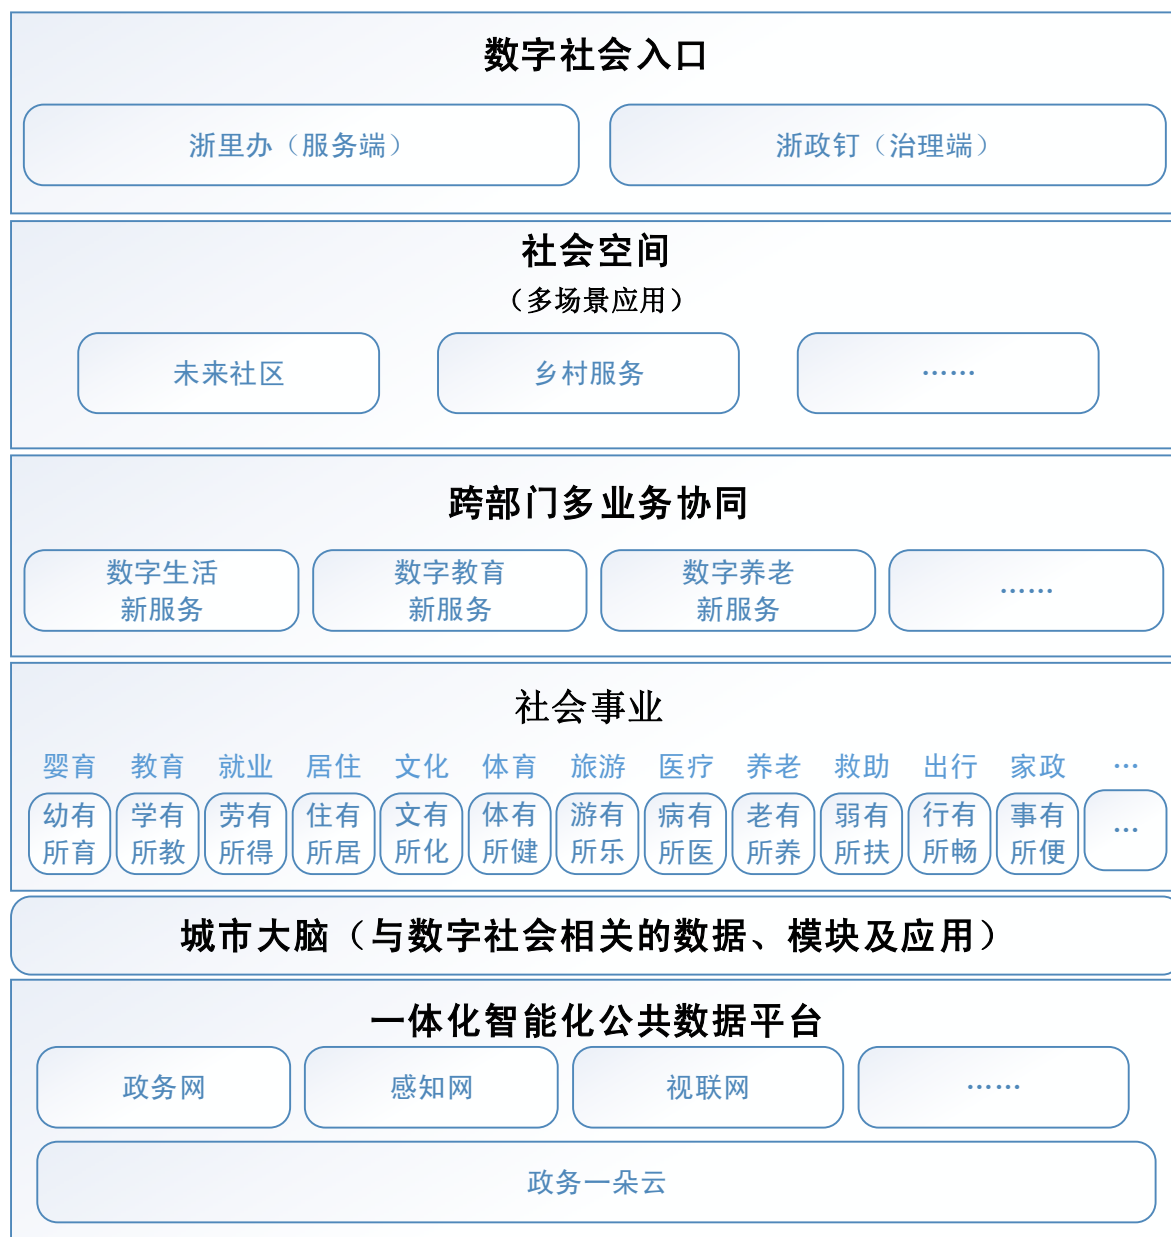 数字社会入口
浙里办（服务端）
浙政钉（治理端）
社会空间
（多场景应用）
未来社区
乡村服务
……
跨部门多业务协同
数字生活
新服务
数字教育
新服务
数字养老
新服务
……
社会事业
婴育 教育 就业 居住 文化 体育 旅游 医疗 养老 救助 出行 家政 …
幼有
所育
学有
所教
劳有
所得
住有
所居
文有
所化
体有
所健
游有
所乐
病有
所医
老有
所养
弱有
所扶
行有
所畅
事有
所便
…
城市大脑（与数字社会相关的数据、模块及应用）
一体化智能化公共数据平台
政务网
感知网
视联网
……
政务一朵云